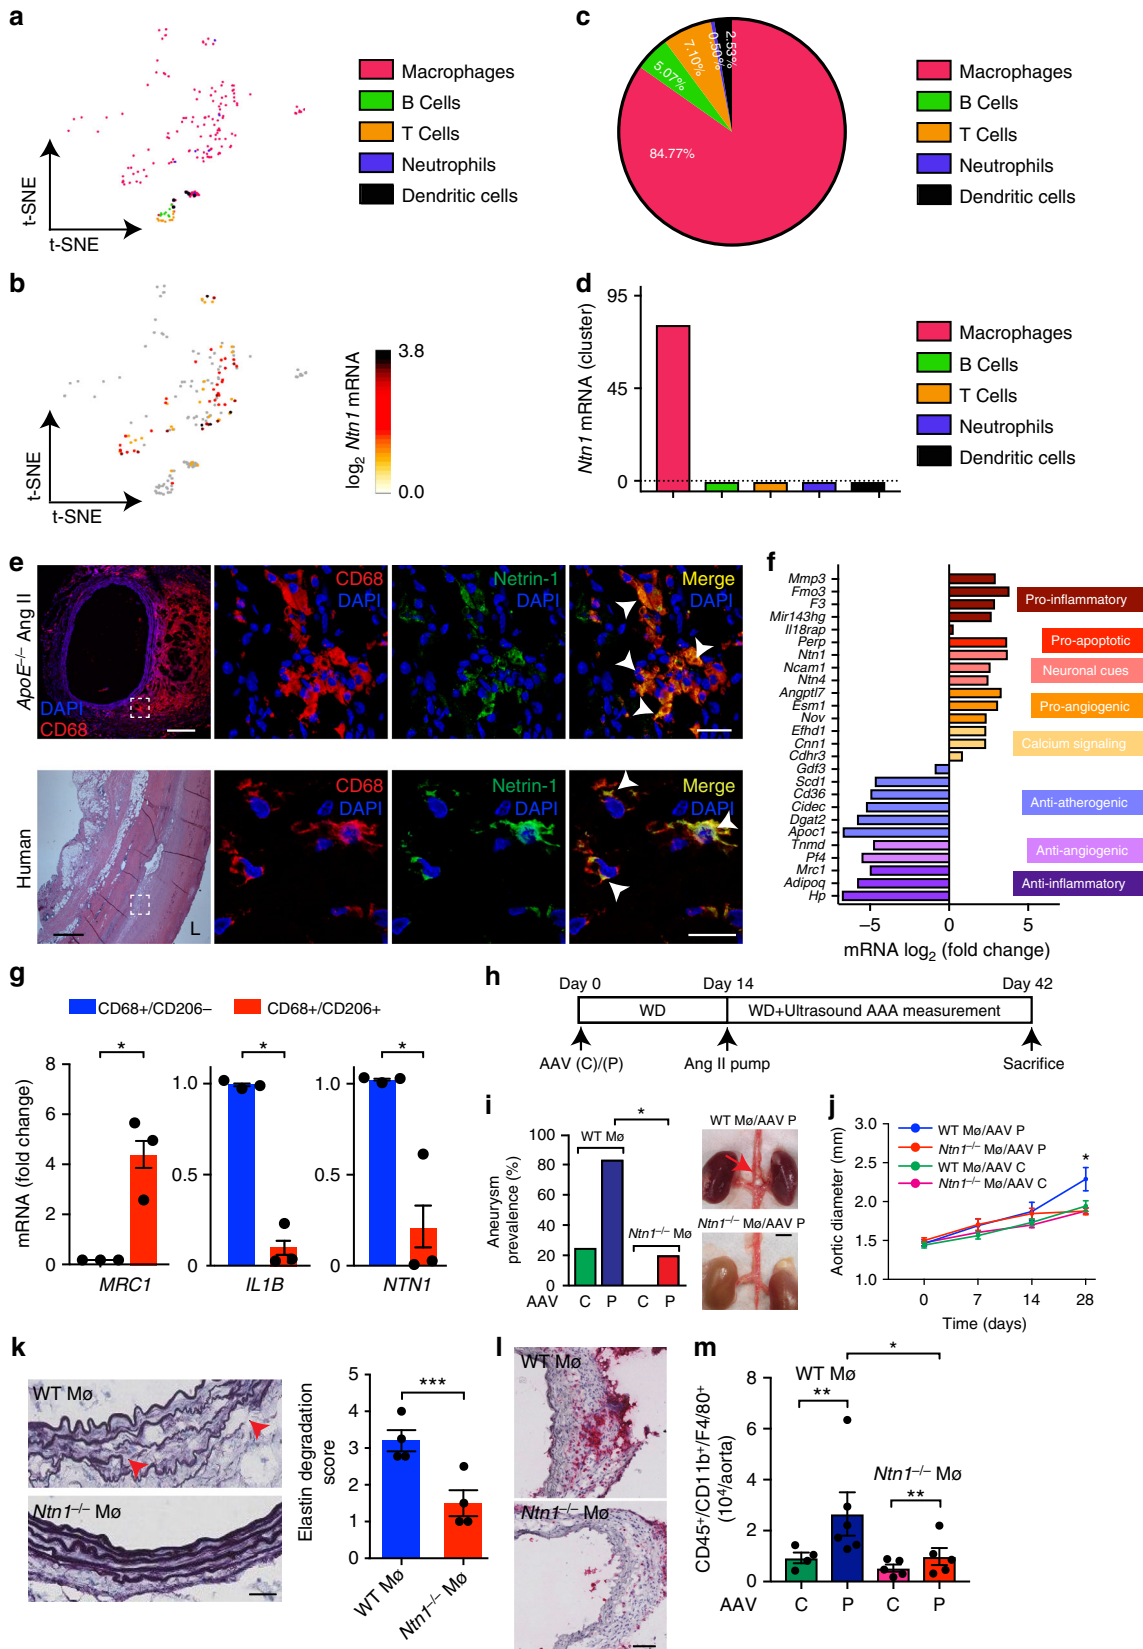 a
Macrophages
B Cells
T Cells
Neutrophils
Dendritic cells
t-SNE
t-SNE
b
log₂ Ntn1 mRNA
3.8
0.0
t-SNE
t-SNE
c
84.77%
5.07%
7.10%
0.50%
2.53%
Macrophages
B Cells
T Cells
Neutrophils
Dendritic cells
d
Ntn1 mRNA (cluster)
95
45
0
Macrophages
B Cells
T Cells
Neutrophils
Dendritic cells
e
ApoE–/– Ang II
DAPI
CD68
CD68
DAPI
Netrin-1
DAPI
Merge
DAPI
Human
L
CD68
DAPI
Netrin-1
DAPI
Merge
DAPI
f
Mmp3
Fmo3
F3
Mir143hg
Il18rap
Perp
Ntn1
Ncam1
Ntn4
Angptl7
Esm1
Nov
Efhd1
Cnn1
Cdhr3
Gdf3
Scd1
Cd36
Cidec
Dgat2
Apoc1
Tnmd
Pf4
Mrc1
Adipoq
Hp
Pro-inflammatory
Pro-apoptotic
Neuronal cues
Pro-angiogenic
Calcium signaling
Anti-atherogenic
Anti-angiogenic
Anti-inflammatory
–5 0 5
mRNA log₂ (fold change)
g
CD68+/CD206– CD68+/CD206+
mRNA (fold change)
8
6
4
2
0
*
MRC1
1.0
0.5
0
*
IL1B
1.0
0.5
0
*
NTN1
h
Day 0 Day 14 Day 42
WD WD+Ultrasound AAA measurement
AAV (C)/(P) Ang II pump Sacrifice
i
Aneurysm prevalence (%)
100
80
60
40
20
0
*
WT Mø
Ntn1–/– Mø
AAV C P C P
WT Mø/AAV P
Ntn1–/– Mø/AAV P
j
WT Mø/AAV P
Ntn1–/– Mø/AAV P
WT Mø/AAV C
Ntn1–/– Mø/AAV C
Aortic diameter (mm)
3.0
2.5
2.0
1.5
1.0
*
0 7 14 28
Time (days)
k
WT Mø
Ntn1–/– Mø
Elastin degradation score
5
4
3
2
1
0
***
WT Mø
Ntn1–/– Mø
l
WT Mø
Ntn1–/– Mø
m
CD45+/CD11b+/F4/80+
(10⁴/aorta)
8
6
4
2
0
*
WT Mø
**
Ntn1–/– Mø
**
AAV C P C P